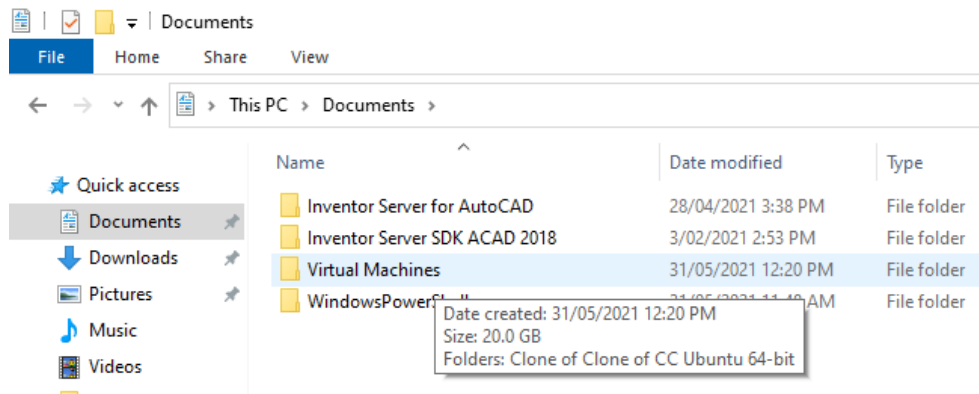 Documents
File Home Share View
This PC > Documents >
Name Date modified Type
Quick access
Documents
Downloads
Pictures
Music
Videos
Inventor Server for AutoCAD 28/04/2021 3:38 PM File folder
Inventor Server SDK ACAD 2018 3/02/2021 2:53 PM File folder
Virtual Machines 31/05/2021 12:20 PM File folder
WindowsPowerShell AM File folder
Date created: 31/05/2021 12:20 PM
Size: 20.0 GB
Folders: Clone of Clone of CC Ubuntu 64-bit